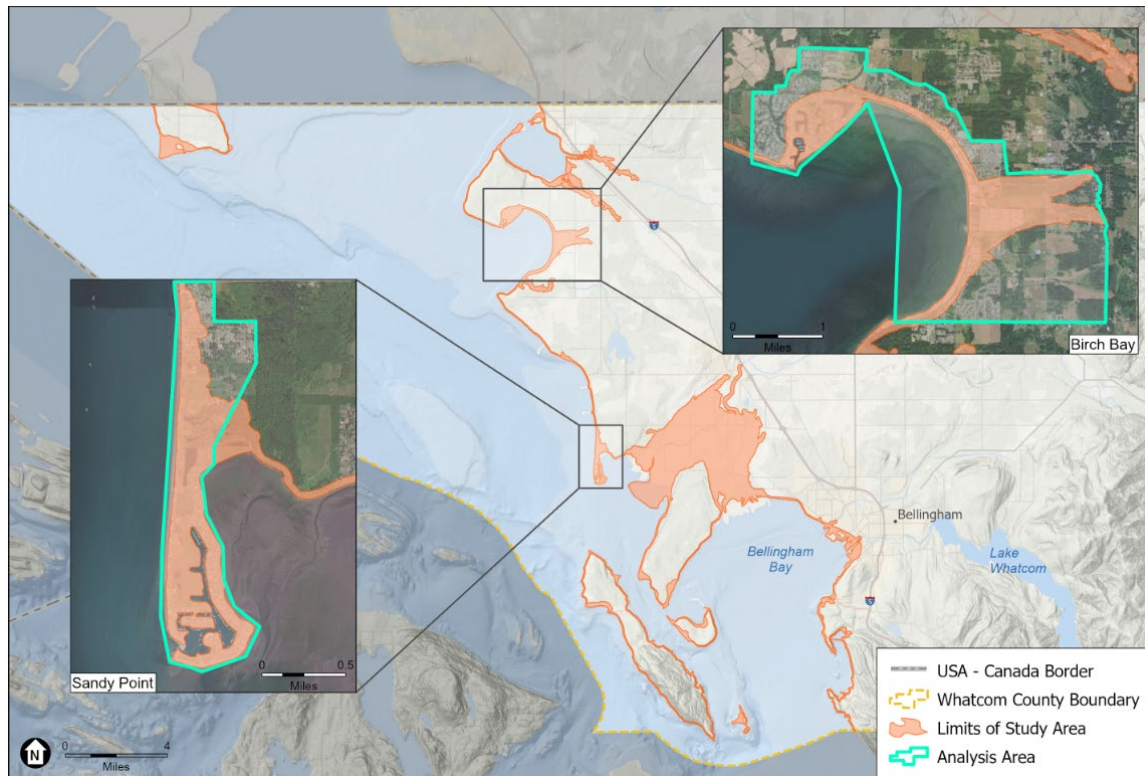 0 1
Miles
Birch Bay
5
Sandy Point
0 0.5
Miles
Bellingham
Bellingham
Bay
Lake
Whatcom
5
N
0 4
Miles
USA - Canada Border
Whatcom County Boundary
Limits of Study Area
Analysis Area